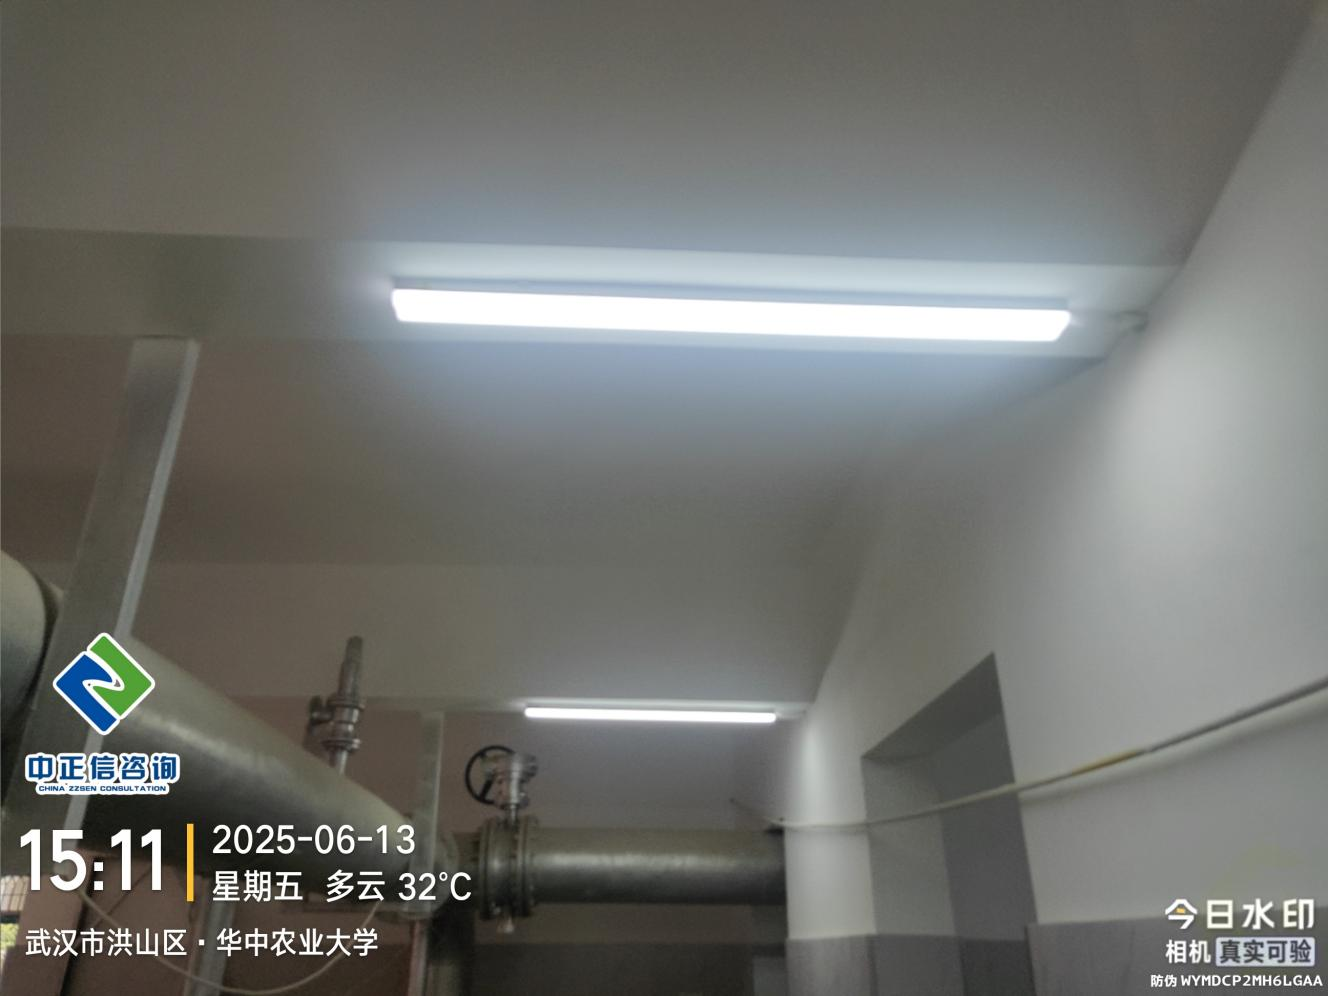 中正信咨询
CHINA ZZSEN CONSULTATION
15:11
2025-06-13
星期五 多云 32°C
武汉市洪山区·华中农业大学
今日水印
相机 真实可验
防伪 WYMDCP2MH6LGAA